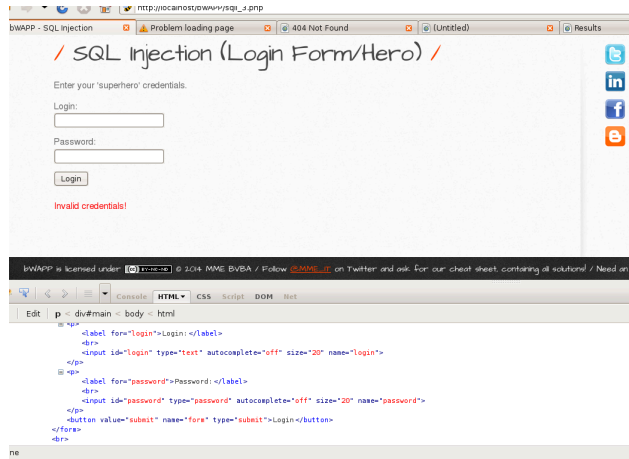 http://localhost/bWAPP/sqli_3.php
bWAPP - SQL Injection
Problem loading page
404 Not Found
(Untitled)
Results
/ SQL Injection (Login Form/Hero) /
Enter your 'superhero' credentials.
Login:
Password:
Login
Invalid credentials!
bWAPP is licensed under (cc) BY-NC-ND © 2014 MME BVBA / Follow @MME_IT on Twitter and ask for our cheat sheet, containing all solutions! / Need an
Console HTML CSS Script DOM Net
Edit p < div#main < body < html
<p>
<label for="login">Login:</label>
<br>
<input id="login" type="text" autocomplete="off" size="20" name="login">
</p>
<p>
<label for="password">Password:</label>
<br>
<input id="password" type="password" autocomplete="off" size="20" name="password">
</p>
<button value="submit" name="form" type="submit">Login</button>
</form>
<br>
ne